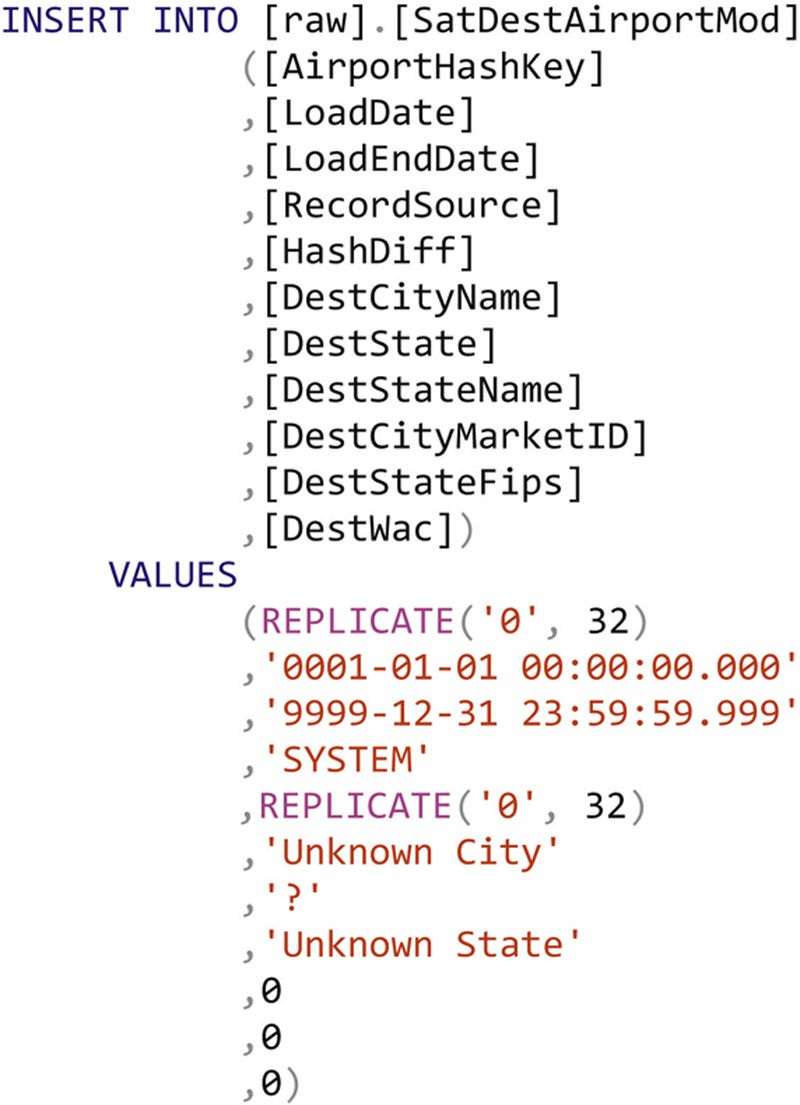 INSERT INTO [raw].[SatDestAirportMod]
([AirportHashKey]
,[LoadDate]
,[LoadEndDate]
,[RecordSource]
,[HashDiff]
,[DestCityName]
,[DestState]
,[DestStateName]
,[DestCityMarketID]
,[DestStateFips]
,[DestWac])
VALUES
(REPLICATE('0', 32)
,'0001-01-01 00:00:00.000'
,'9999-12-31 23:59:59.999'
,'SYSTEM'
,REPLICATE('0', 32)
,'Unknown City'
,'?'
,'Unknown State'
,0
,0
,0)